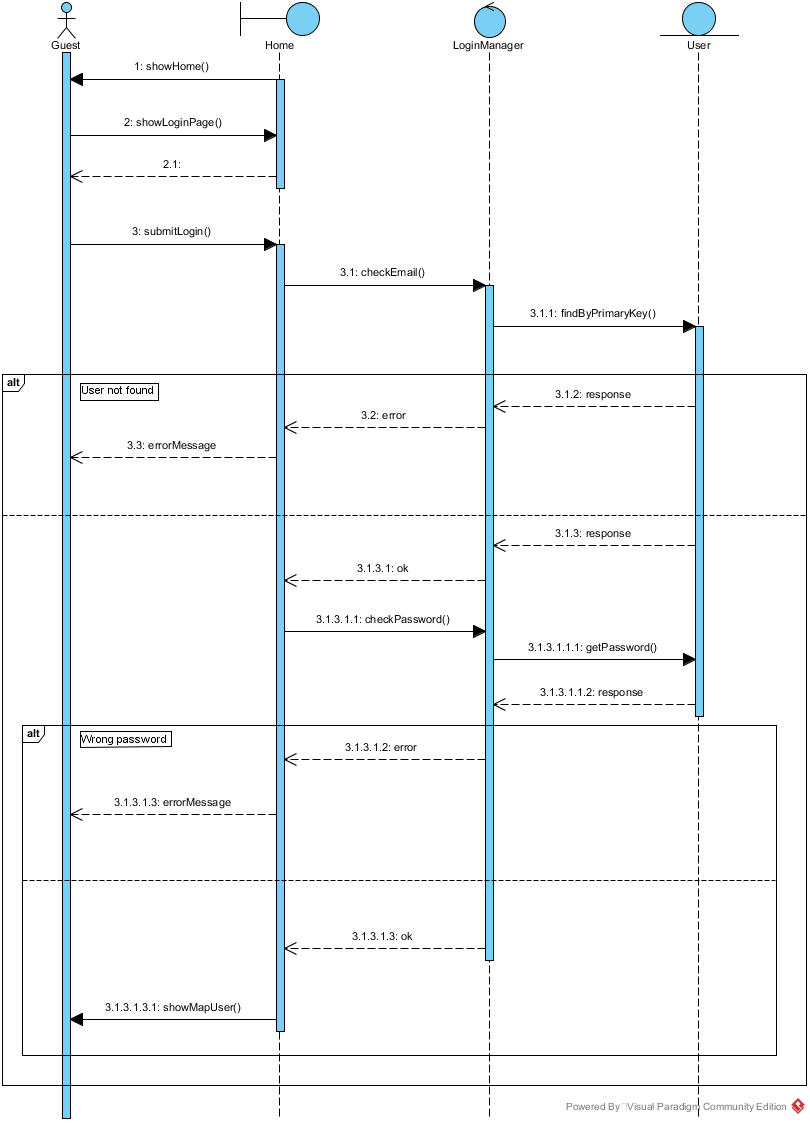 Guest
Home
LoginManager
User
1: showHome()
2: showLoginPage()
2.1:
3: submitLogin()
3.1: checkEmail()
3.1.1: findByPrimaryKey()
alt
User not found
3.1.2: response
3.2: error
3.3: errorMessage
3.1.3: response
3.1.3.1: ok
3.1.3.1.1: checkPassword()
3.1.3.1.1.1: getPassword()
3.1.3.1.1.2: response
alt
Wrong password
3.1.3.1.2: error
3.1.3.1.3: errorMessage
3.1.3.1.3: ok
3.1.3.1.3.1: showMapUser()
Powered By Visual Paradigm Community Edition